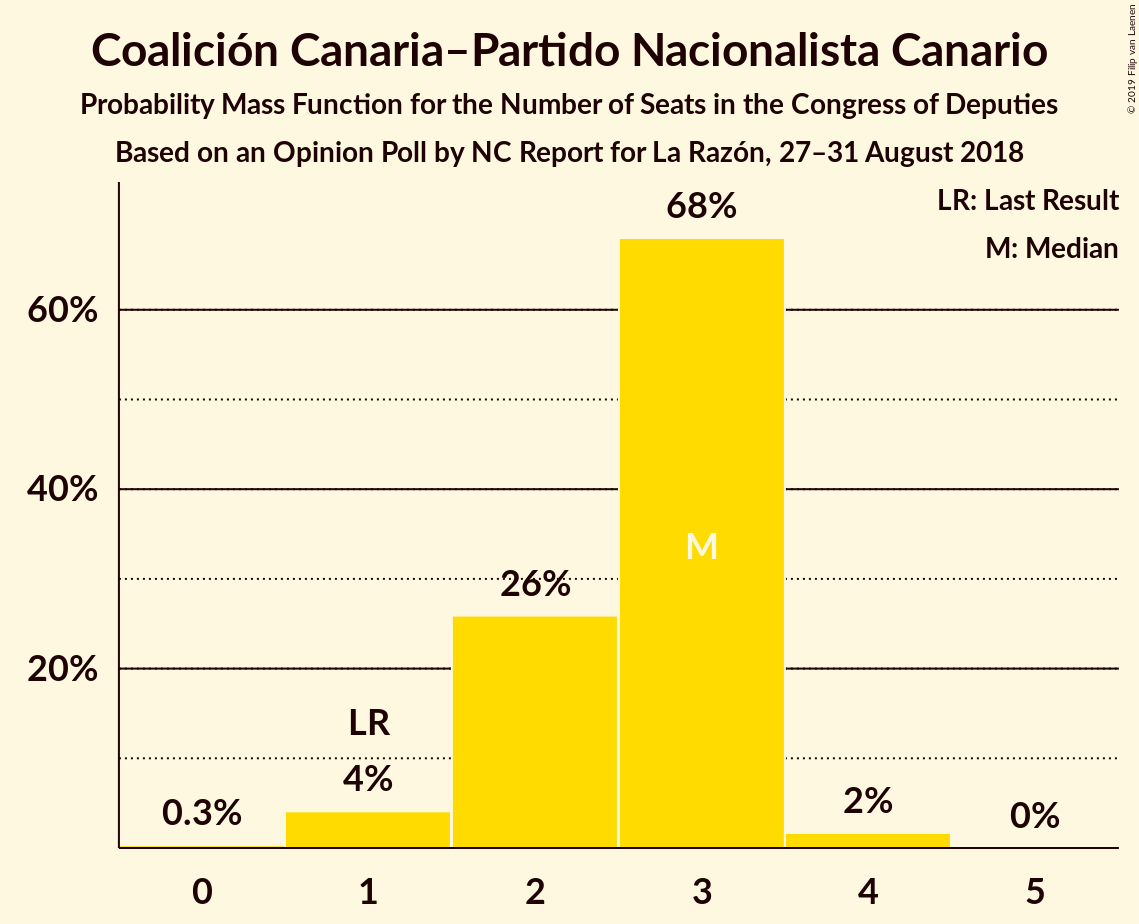 Coalición Canaria–Partido Nacionalista Canario
Probability Mass Function for the Number of Seats in the Congress of Deputies
Based on an Opinion Poll by NC Report for La Razón, 27–31 August 2018
© 2019 Filip van Laenen
LR: Last Result
M: Median
68%
60%
40%
M
26%
20%
LR
4%
0.3%
2%
0%
0 1 2 3 4 5